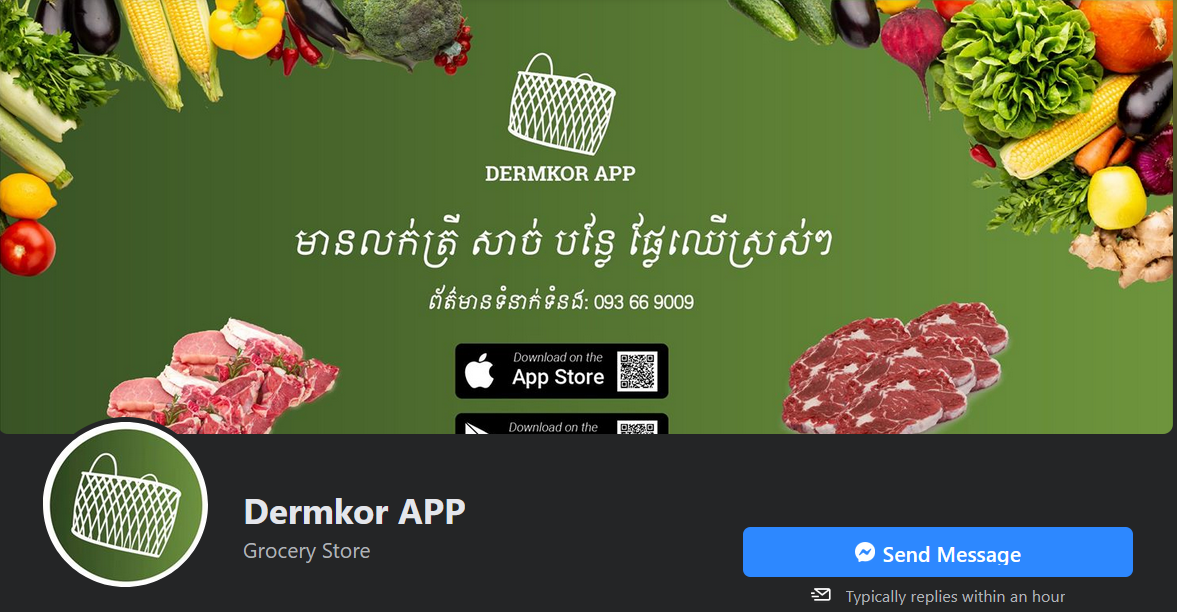 DERMKOR APP
មានលក់ត្រី សាច់ បន្លែ ផ្លែឈើស្រស់ៗ
ព័ត៌មានទំនាក់ទំនង: 093 66 9009
Download on the
App Store
Download on the
Dermkor APP
Grocery Store
Send Message
Typically replies within an hour